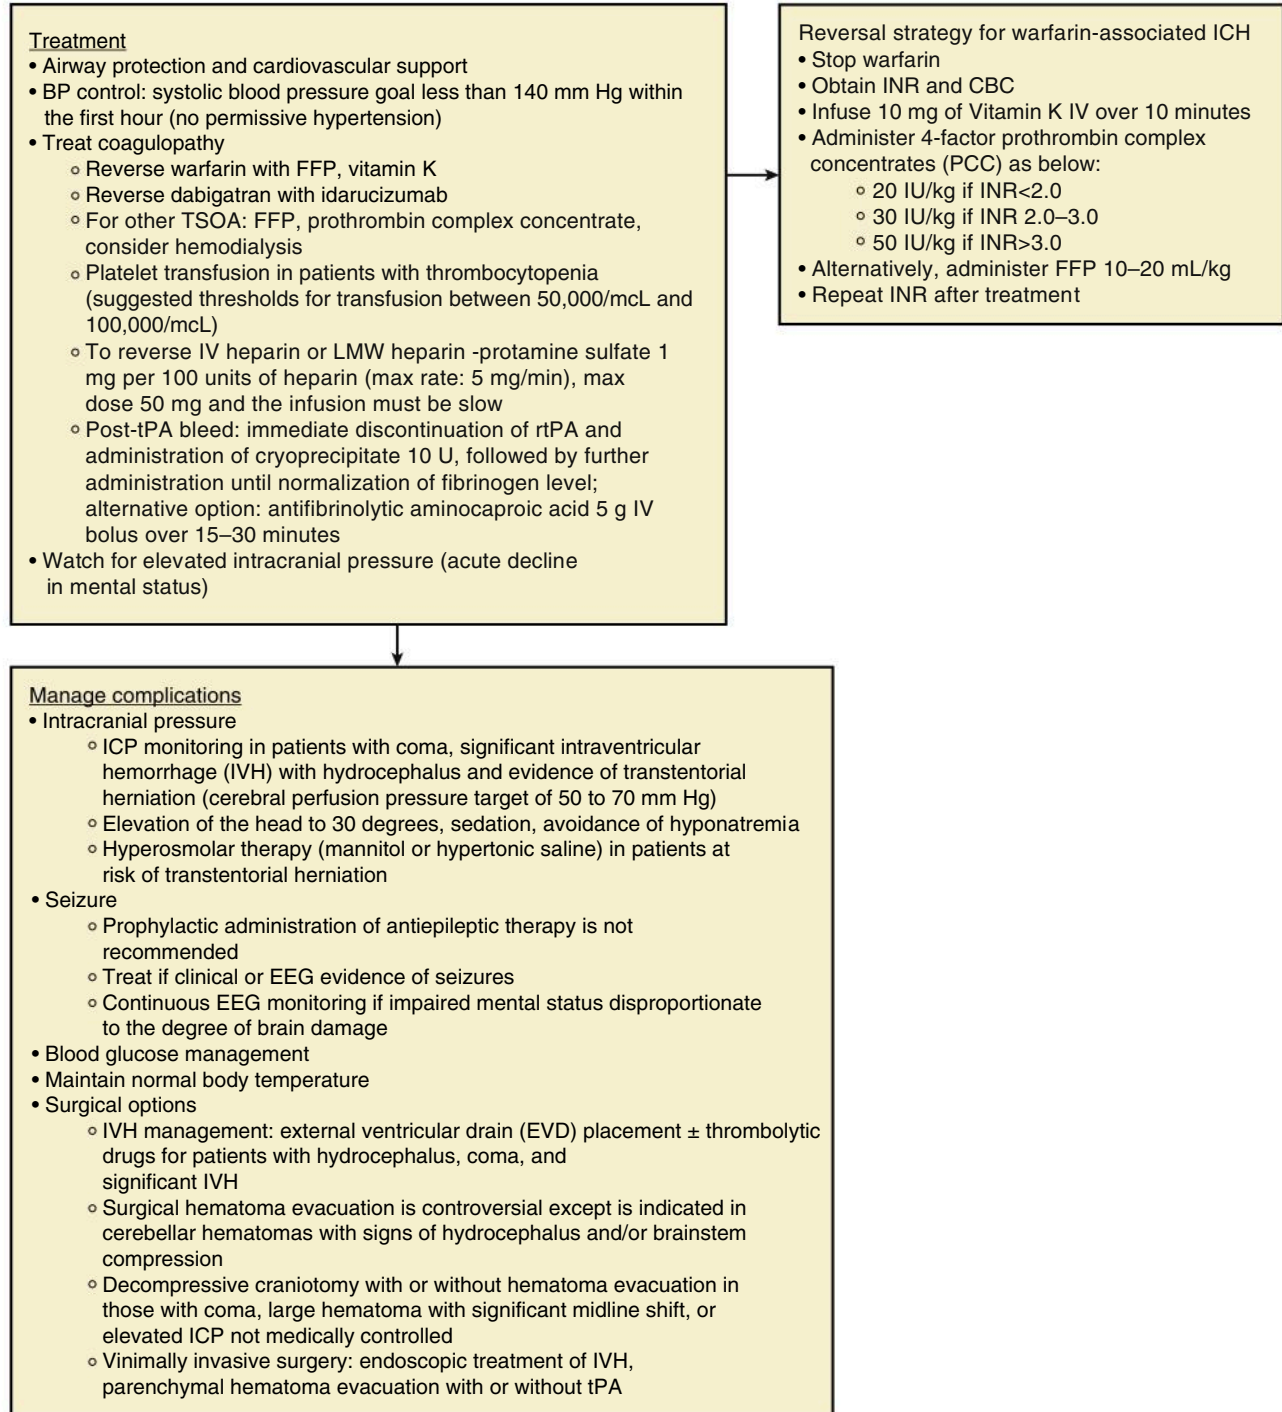 Treatment
• Airway protection and cardiovascular support
• BP control: systolic blood pressure goal less than 140 mm Hg within
the first hour (no permissive hypertension)
• Treat coagulopathy
∘ Reverse warfarin with FFP, vitamin K
∘ Reverse dabigatran with idarucizumab
∘ For other TSOA: FFP, prothrombin complex concentrate,
consider hemodialysis
∘ Platelet transfusion in patients with thrombocytopenia
(suggested thresholds for transfusion between 50,000/mcL and
100,000/mcL)
∘ To reverse IV heparin or LMW heparin -protamine sulfate 1
mg per 100 units of heparin (max rate: 5 mg/min), max
dose 50 mg and the infusion must be slow
∘ Post-tPA bleed: immediate discontinuation of rtPA and
administration of cryoprecipitate 10 U, followed by further
administration until normalization of fibrinogen level;
alternative option: antifibrinolytic aminocaproic acid 5 g IV
bolus over 15–30 minutes
• Watch for elevated intracranial pressure (acute decline
in mental status)
Reversal strategy for warfarin-associated ICH
• Stop warfarin
• Obtain INR and CBC
• Infuse 10 mg of Vitamin K IV over 10 minutes
• Administer 4-factor prothrombin complex
concentrates (PCC) as below:
∘ 20 IU/kg if INR<2.0
∘ 30 IU/kg if INR 2.0–3.0
∘ 50 IU/kg if INR>3.0
• Alternatively, administer FFP 10–20 mL/kg
• Repeat INR after treatment
Manage complications
• Intracranial pressure
∘ ICP monitoring in patients with coma, significant intraventricular
hemorrhage (IVH) with hydrocephalus and evidence of transtentorial
herniation (cerebral perfusion pressure target of 50 to 70 mm Hg)
∘ Elevation of the head to 30 degrees, sedation, avoidance of hyponatremia
∘ Hyperosmolar therapy (mannitol or hypertonic saline) in patients at
risk of transtentorial herniation
• Seizure
∘ Prophylactic administration of antiepileptic therapy is not
recommended
∘ Treat if clinical or EEG evidence of seizures
∘ Continuous EEG monitoring if impaired mental status disproportionate
to the degree of brain damage
• Blood glucose management
• Maintain normal body temperature
• Surgical options
∘ IVH management: external ventricular drain (EVD) placement ± thrombolytic
drugs for patients with hydrocephalus, coma, and
significant IVH
∘ Surgical hematoma evacuation is controversial except is indicated in
cerebellar hematomas with signs of hydrocephalus and/or brainstem
compression
∘ Decompressive craniotomy with or without hematoma evacuation in
those with coma, large hematoma with significant midline shift, or
elevated ICP not medically controlled
∘ Vinimally invasive surgery: endoscopic treatment of IVH,
parenchymal hematoma evacuation with or without tPA